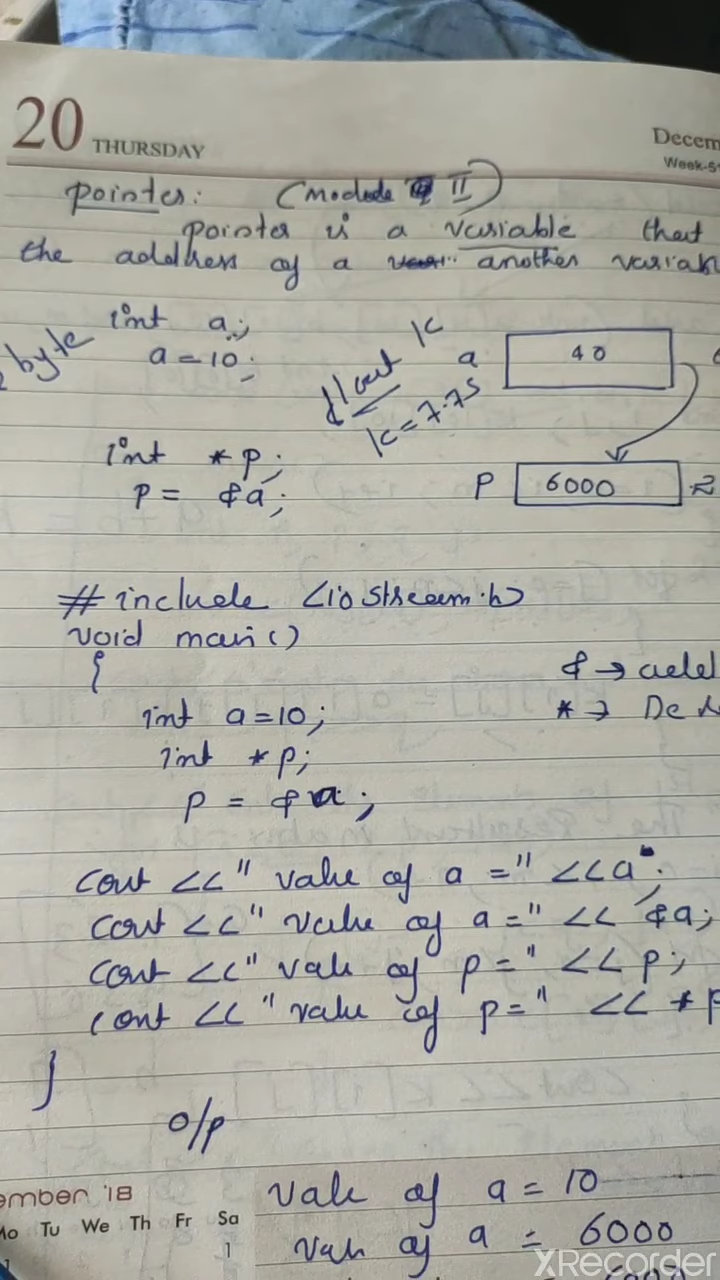 20 THURSDAY
Decem
Week-5
pointer: (Module II)
pointer is a variable that
the address of a another variab
int a;
a = 10;
2 byte
float k
k = 7.75
a 10
int *p;
p = &a;
p 6000
# include <iostream.h>
void main()
{
& → add
* → De
int a=10;
int *p;
p = &a;
cout << " value of a =" << a ;
cout << " value of a =" << &a;
cout << " value of p =" << p;
cout << " value of p =" << *p
}
o/p
ember '18
Mo Tu We Th Fr Sa
1
Value of a = 10
Value of a = 6000
XRecorder